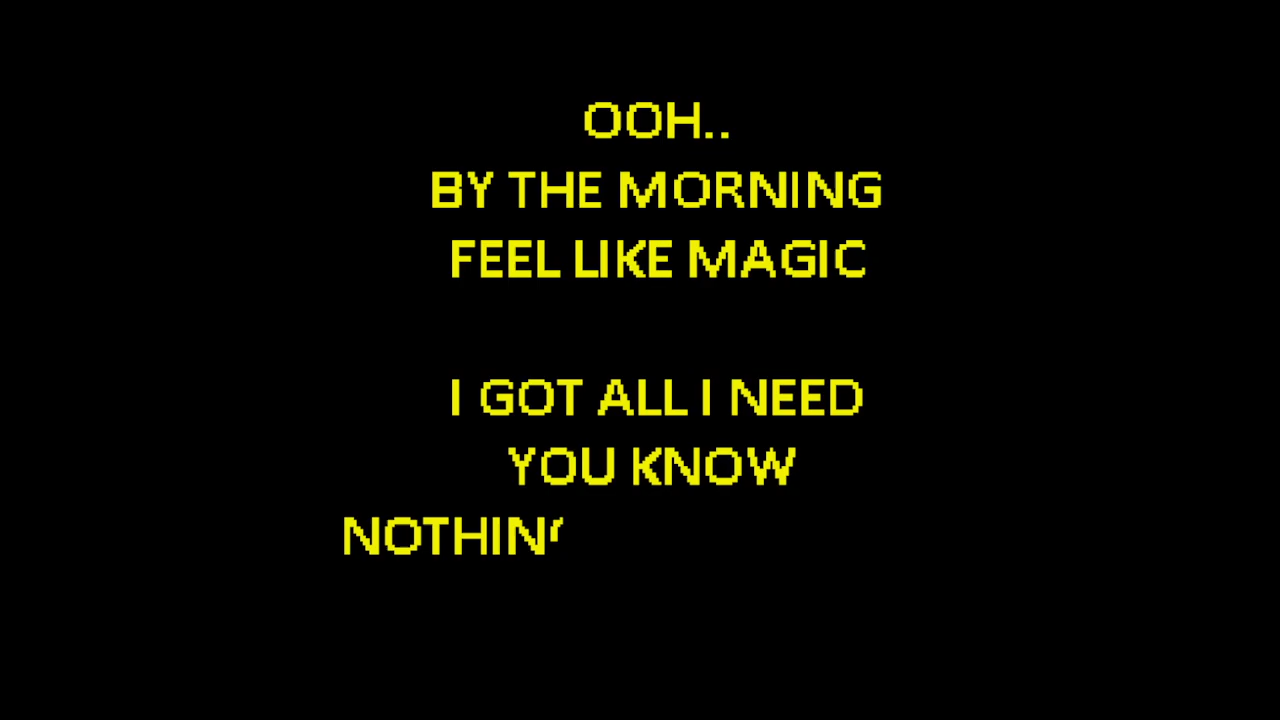 OOH..
BY THE MORNING
FEEL LIKE MAGIC
I GOT ALL I NEED
YOU KNOW
NOTHIN'